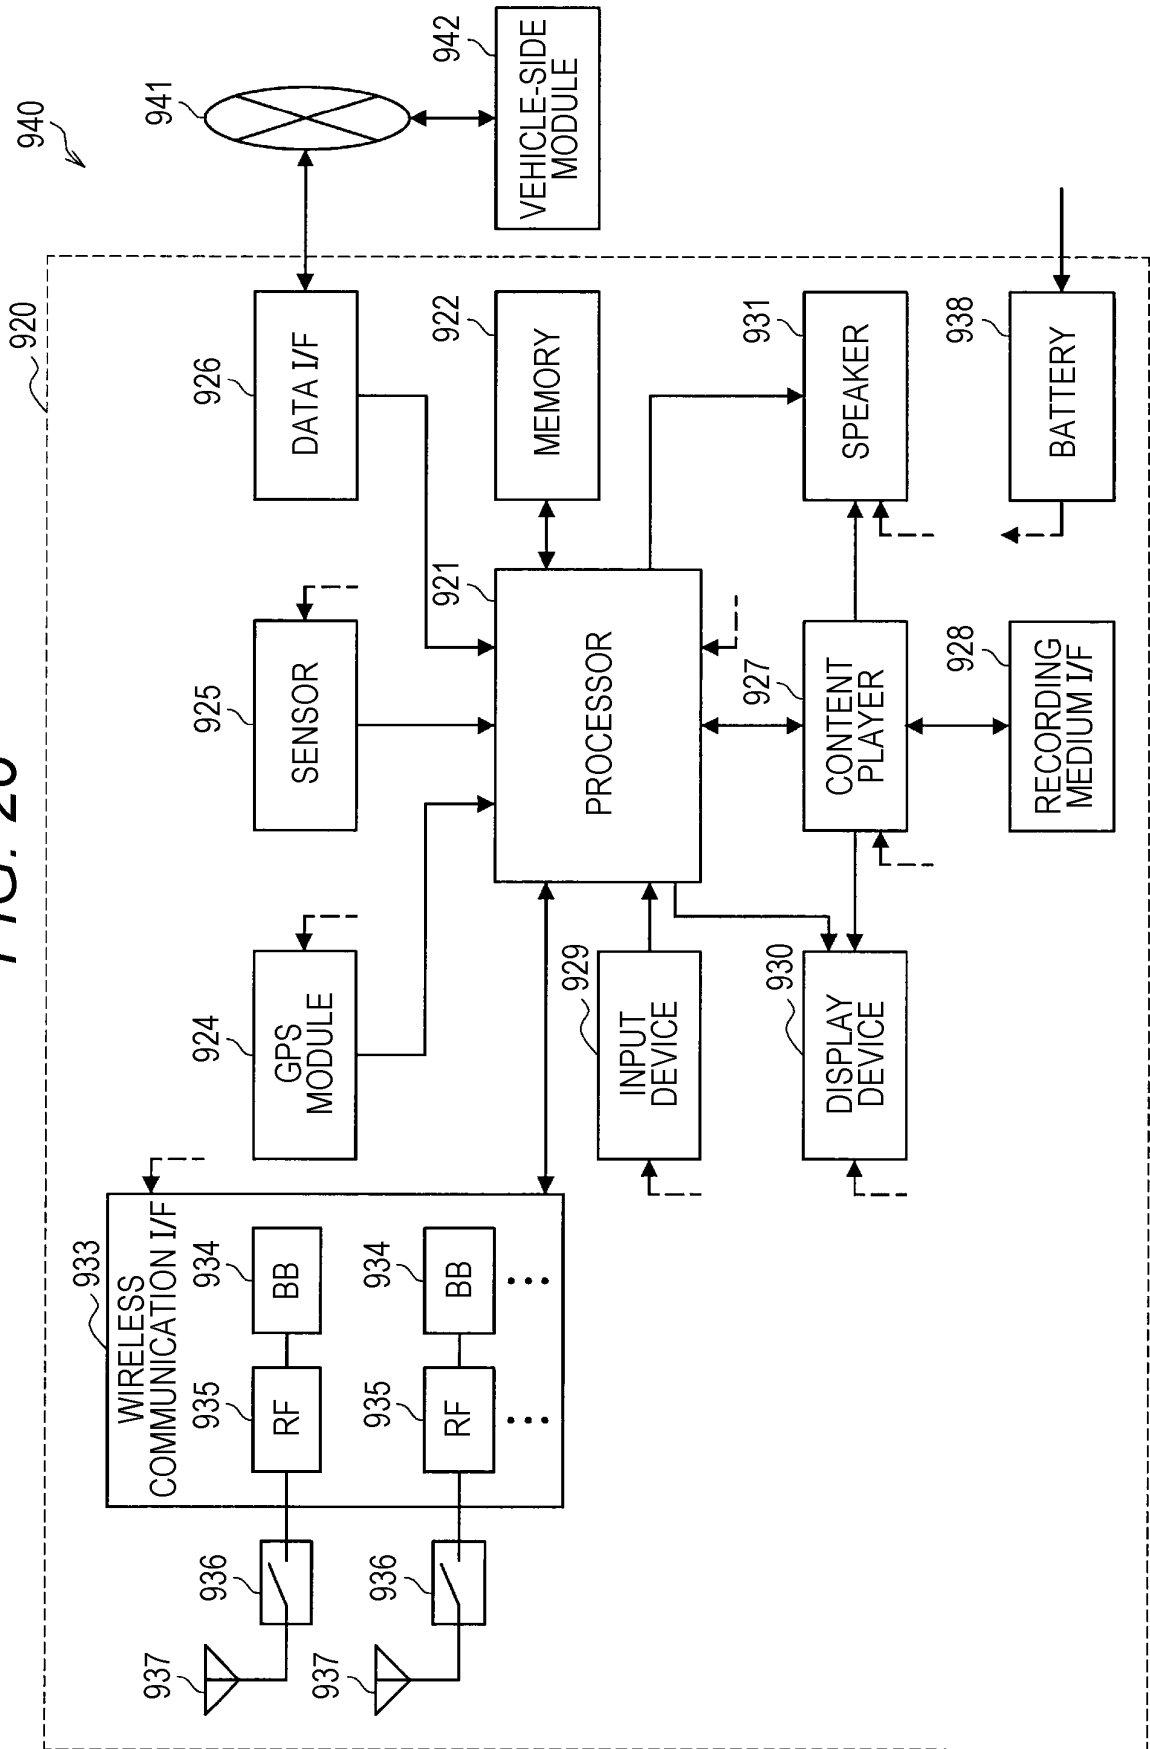 FIG.
920
940
933
WIRELESS
COMMUNICATION I/F
937
936
935
RF
934
BB
924
GPS
MODULE
925
SENSOR
926
DATA I/F
941
937
936
935
RF
934
BB
921
PROCESSOR
922
MEMORY
942
VEHICLE-SIDE
MODULE
929
INPUT
DEVICE
930
DISPLAY
DEVICE
927
CONTENT
PLAYER
931
SPEAKER
928
RECORDING
MEDIUM I/F
938
BATTERY